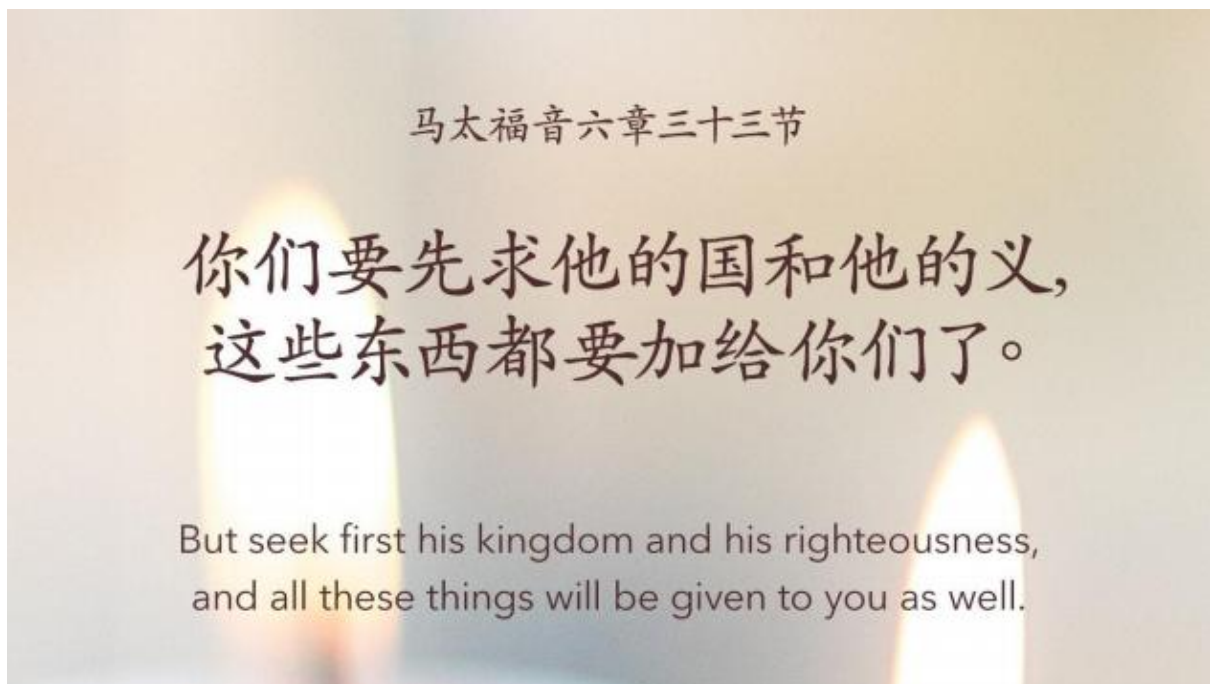 马太福音六章三十三节
你们要先求他的国和他的义,
这些东西都要加给你们了。
But seek first his kingdom and his righteousness,
and all these things will be given to you as well.